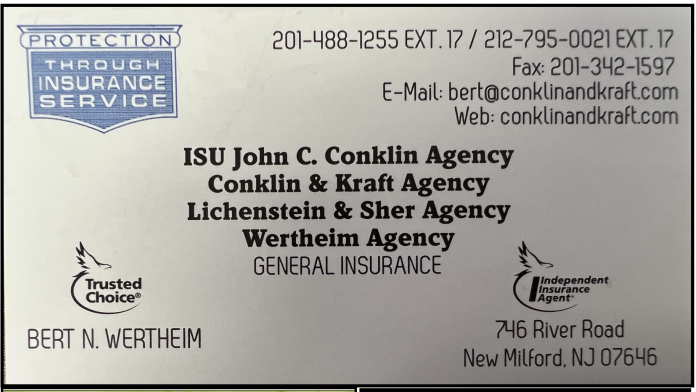 PROTECTION
THROUGH
INSURANCE
SERVICE
201-488-1255 EXT. 17 / 212-795-0021 EXT. 17
Fax: 201-342-1597
E-Mail: bert@conklinandkraft.com
Web: conklinandkraft.com
ISU John C. Conklin Agency
Conklin & Kraft Agency
Lichenstein & Sher Agency
Wertheim Agency
GENERAL INSURANCE
Trusted
Choice®
Independent
Insurance
Agent®
BERT N. WERTHEIM
746 River Road
New Milford, NJ 07646